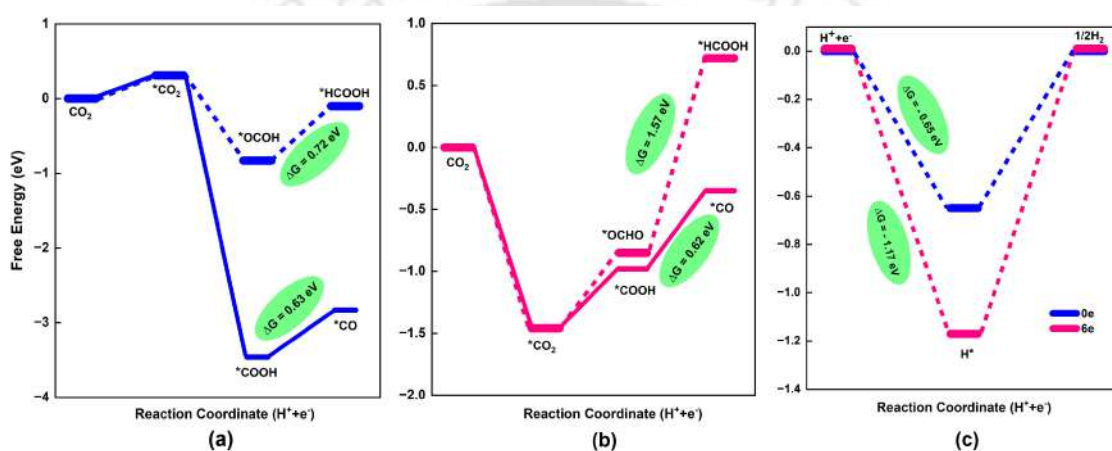 Free Energy (eV)
1
0
−1
−2
−3
−4
CO₂
*CO₂
*OCOH
*HCOOH
ΔG = 0.72 eV
ΔG = 0.63 eV
*COOH
*CO
Reaction Coordinate (H⁺+e⁻)
(a)
1.0
0.5
0.0
−0.5
−1.0
−1.5
−2.0
CO₂
*CO₂
*OCHO
*COOH
*HCOOH
*CO
ΔG = 1.57 eV
ΔG = 0.62 eV
Reaction Coordinate (H⁺+e⁻)
(b)
0.0
−0.2
−0.4
−0.6
−0.8
−1.0
−1.2
−1.4
H⁺+e⁻
1/2H₂
ΔG = - 0.65 eV
ΔG = - 1.17 eV
H*
0e
6e
Reaction Coordinate (H⁺+e⁻)
(c)